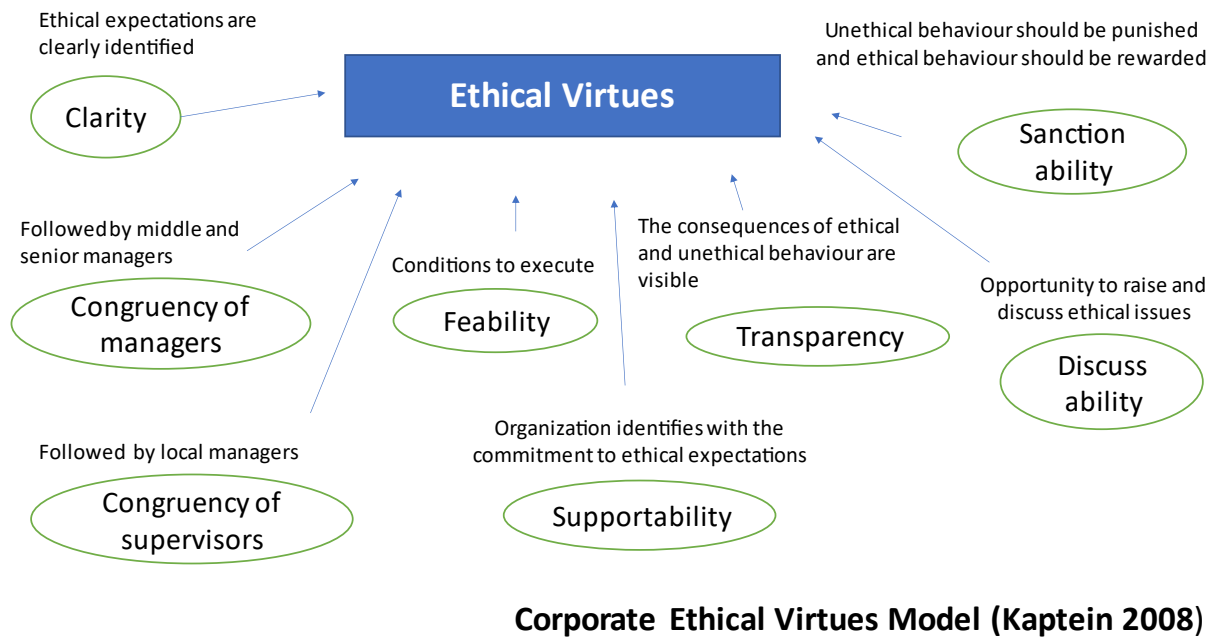 Ethical expectations are
clearly identified
Clarity
Ethical Virtues
Unethical behaviour should be punished
and ethical behaviour should be rewarded
Sanction
ability
Followed by middle and
senior managers
Congruency of
managers
Conditions to execute
Feability
The consequences of ethical
and unethical behaviour are
visible
Transparency
Opportunity to raise and
discuss ethical issues
Discuss
ability
Followed by local managers
Congruency of
supervisors
Organization identifies with the
commitment to ethical expectations
Supportability
Corporate Ethical Virtues Model (Kaptein 2008)